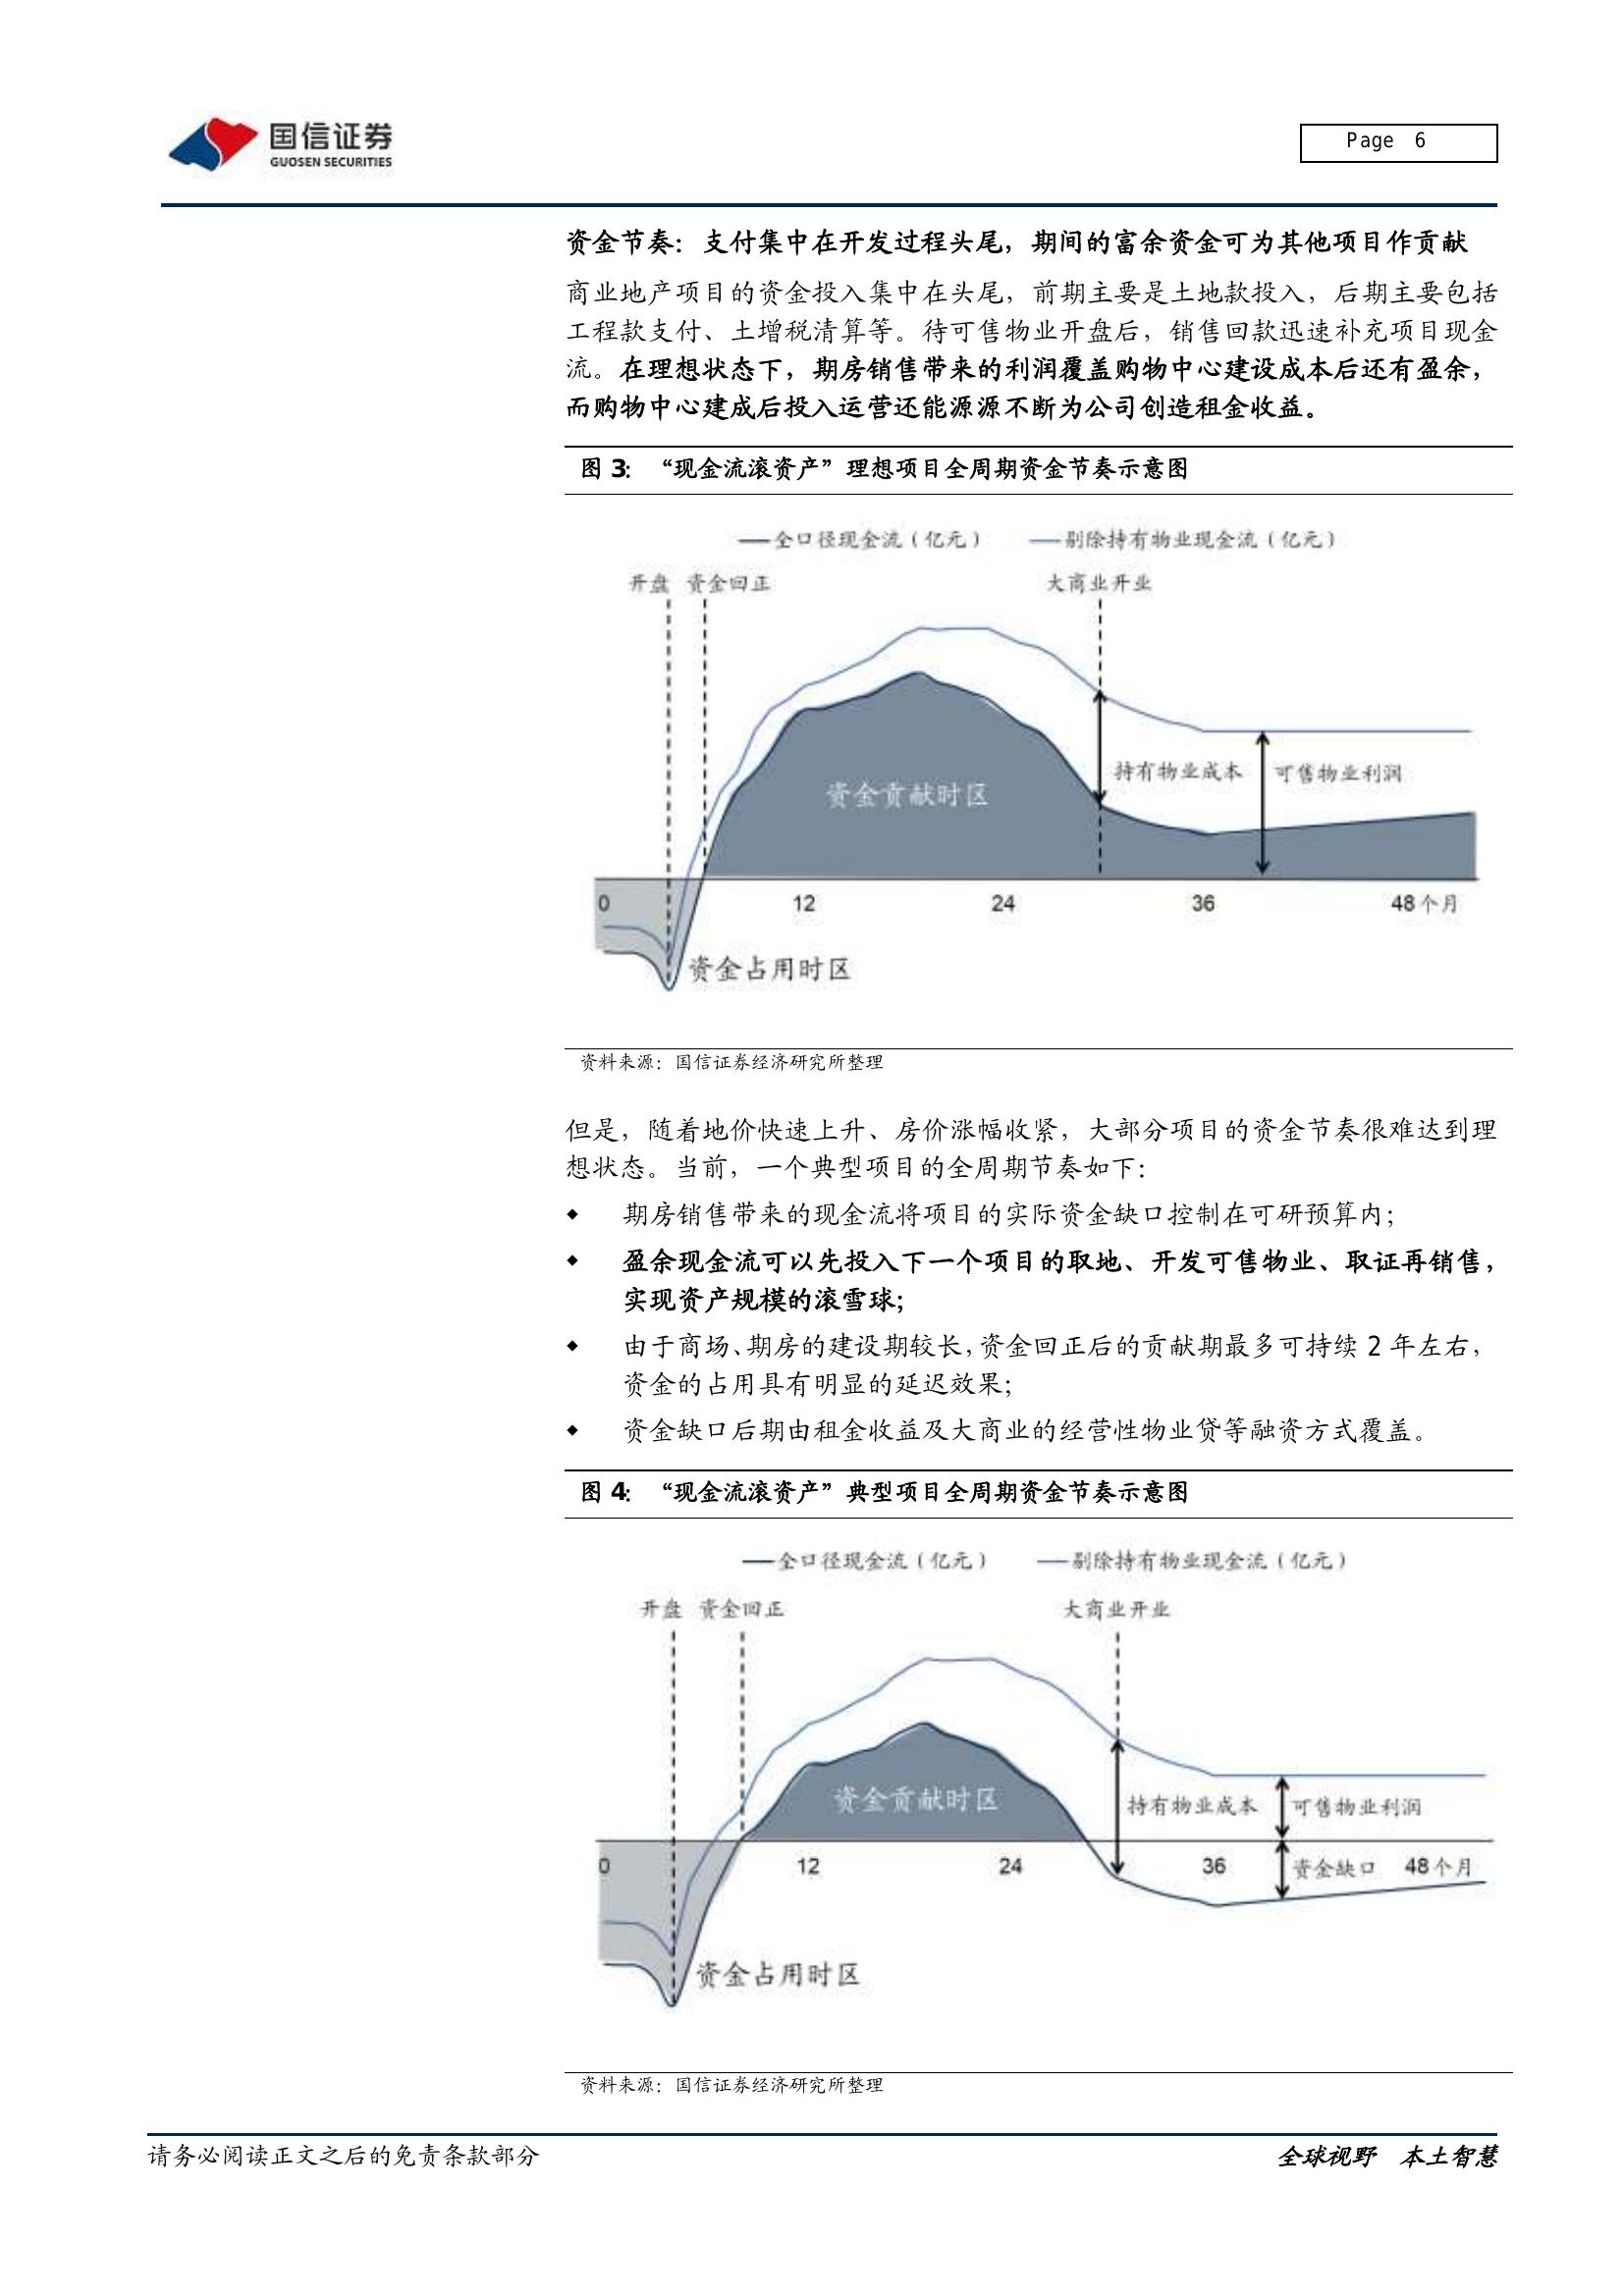 国信证券
GUOSEN SECURITIES
Page 6
资金节奏：支付集中在开发过程头尾，期间的富余资金可为其他项目作贡献
商业地产项目的资金投入集中在头尾，前期主要是土地款投入，后期主要包括
工程款支付、土增税清算等。待可售物业开盘后，销售回款迅速补充项目现金
流。在理想状态下，期房销售带来的利润覆盖购物中心建设成本后还有盈余，
而购物中心建成后投入运营还能源源不断为公司创造租金收益。
图 3：“现金流滚资产”理想项目全周期资金节奏示意图
全口径现金流（亿元） 剔除持有物业现金流（亿元）
开盘 资金回正 大商业开业
持有物业成本 可售物业利润
资金贡献时区
0 12 24 36 48个月
资金占用时区
资料来源：国信证券经济研究所整理
但是，随着地价快速上升、房价涨幅收紧，大部分项目的资金节奏很难达到理
想状态。当前，一个典型项目的全周期节奏如下：
◆ 期房销售带来的现金流将项目的实际资金缺口控制在可研预算内；
◆ 盈余现金流可以先投入下一个项目的取地、开发可售物业、取证再销售，
实现资产规模的滚雪球；
◆ 由于商场、期房的建设期较长，资金回正后的贡献期最多可持续 2 年左右，
资金的占用具有明显的延迟效果；
◆ 资金缺口后期由租金收益及大商业的经营性物业贷等融资方式覆盖。
图 4：“现金流滚资产”典型项目全周期资金节奏示意图
全口径现金流（亿元） 剔除持有物业现金流（亿元）
开盘 资金回正 大商业开业
资金贡献时区 持有物业成本 可售物业利润
0 12 24 36 资金缺口 48个月
资金占用时区
资料来源：国信证券经济研究所整理
请务必阅读正文之后的免责条款部分
全球视野 本土智慧